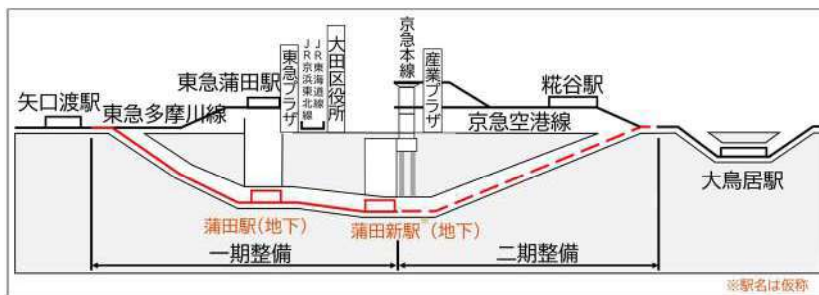 矢口渡駅
東急多摩川線
東急蒲田駅
東急プラザ
JR京浜東北線
JR東海道線
大田区役所
京急本線
産業プラザ
糀谷駅
京急空港線
大鳥居駅
蒲田駅(地下)
蒲田新駅※(地下)
一期整備
二期整備
※駅名は仮称